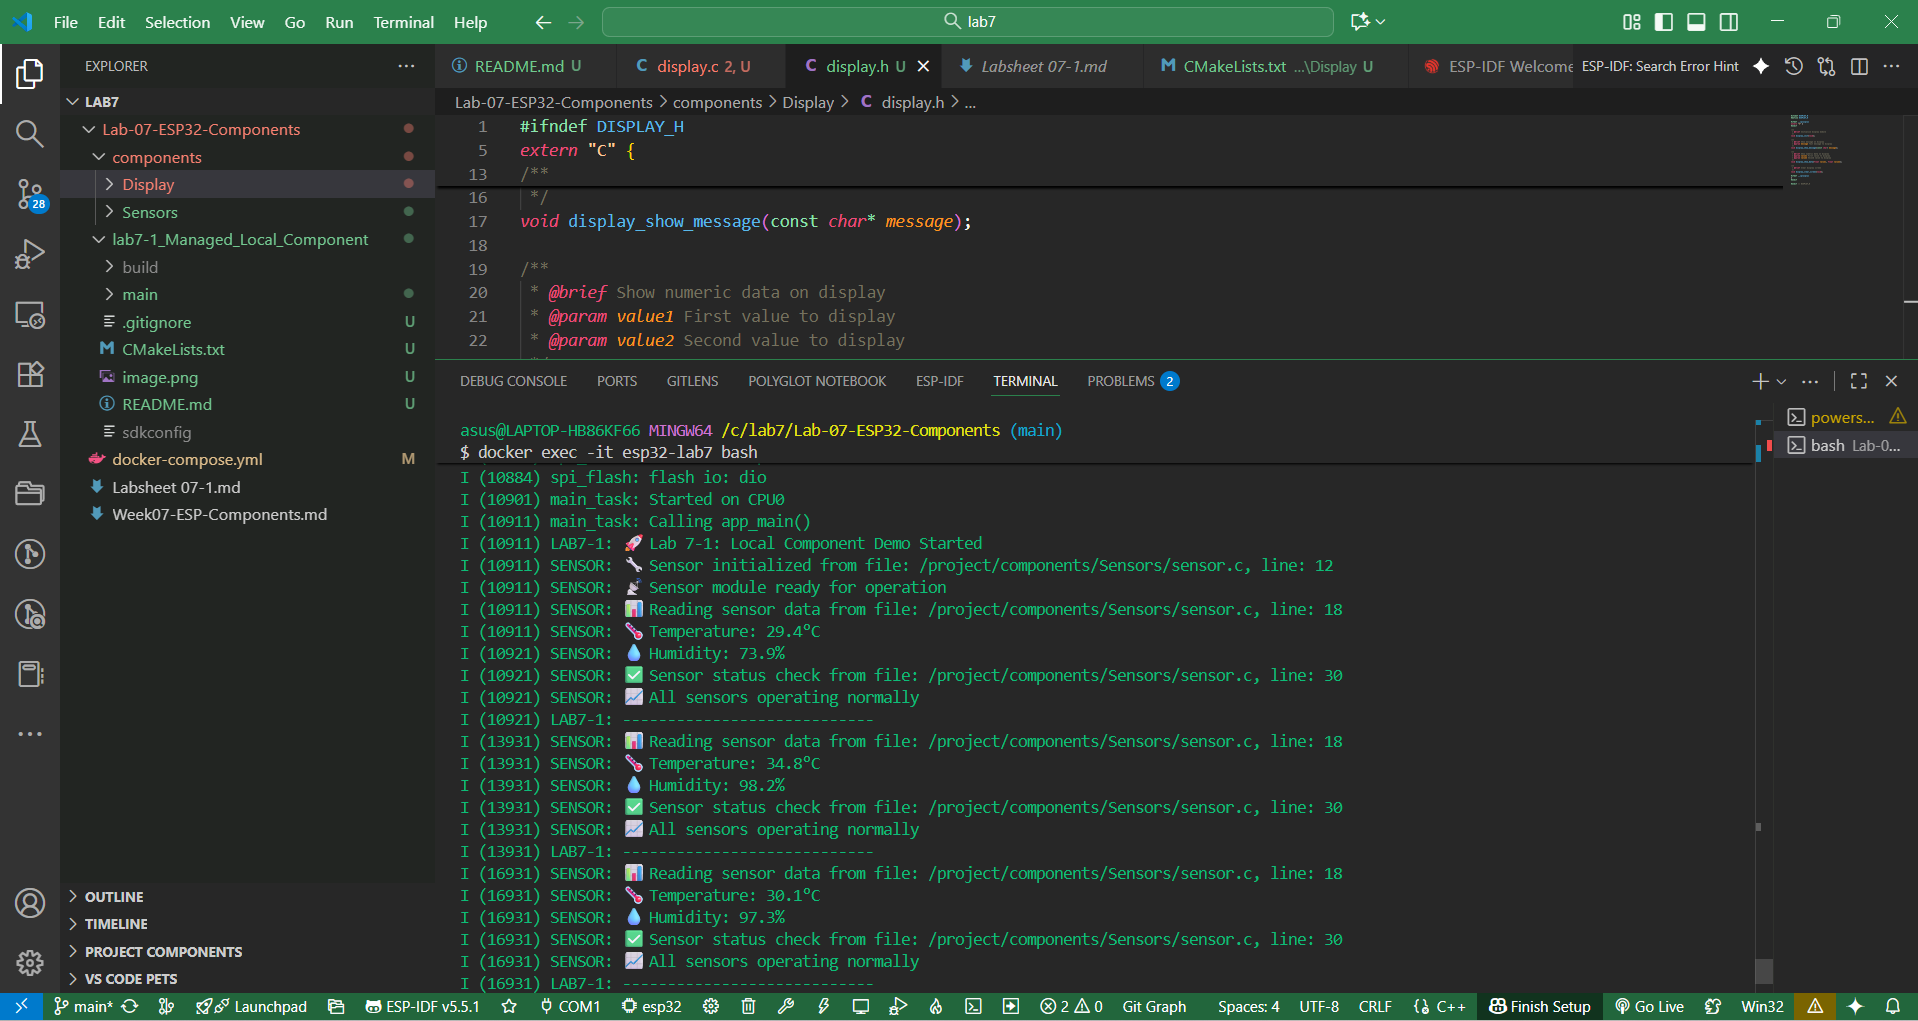 File Edit Selection View Go Run Terminal Help
lab7
EXPLORER
LAB7
Lab-07-ESP32-Components
components
Display
Sensors
lab7-1_Managed_Local_Component
build
main
.gitignore U
CMakeLists.txt U
image.png U
README.md U
sdkconfig
docker-compose.yml M
Labsheet 07-1.md
Week07-ESP-Components.md
OUTLINE
TIMELINE
PROJECT COMPONENTS
VS CODE PETS
28
README.md U
display.c 2, U
display.h U
Labsheet 07-1.md
CMakeLists.txt ...\Display U
ESP-IDF Welcome
ESP-IDF: Search Error Hint
Lab-07-ESP32-Components > components > Display > C display.h > ...
1 #ifndef DISPLAY_H
5 extern "C" {
13 /**
16 */
17 void display_show_message(const char* message);
18
19 /**
20 * @brief Show numeric data on display
21 * @param value1 First value to display
22 * @param value2 Second value to display
DEBUG CONSOLE PORTS GITLENS POLYGLOT NOTEBOOK ESP-IDF TERMINAL PROBLEMS 2
powers...
bash Lab-0...
asus@LAPTOP-HB86KF66 MINGW64 /c/lab7/Lab-07-ESP32-Components (main)
$ docker exec -it esp32-lab7 bash
I (10884) spi_flash: flash io: dio
I (10901) main_task: Started on CPU0
I (10911) main_task: Calling app_main()
I (10911) LAB7-1: 🚀 Lab 7-1: Local Component Demo Started
I (10911) SENSOR: 🔧 Sensor initialized from file: /project/components/Sensors/sensor.c, line: 12
I (10911) SENSOR: 📡 Sensor module ready for operation
I (10911) SENSOR: 📊 Reading sensor data from file: /project/components/Sensors/sensor.c, line: 18
I (10911) SENSOR: 🌡️ Temperature: 29.4°C
I (10921) SENSOR: 💧 Humidity: 73.9%
I (10921) SENSOR: ✅ Sensor status check from file: /project/components/Sensors/sensor.c, line: 30
I (10921) SENSOR: 📈 All sensors operating normally
I (10921) LAB7-1: ----------------------------
I (13931) SENSOR: 📊 Reading sensor data from file: /project/components/Sensors/sensor.c, line: 18
I (13931) SENSOR: 🌡️ Temperature: 34.8°C
I (13931) SENSOR: 💧 Humidity: 98.2%
I (13931) SENSOR: ✅ Sensor status check from file: /project/components/Sensors/sensor.c, line: 30
I (13931) SENSOR: 📈 All sensors operating normally
I (13931) LAB7-1: ----------------------------
I (16931) SENSOR: 📊 Reading sensor data from file: /project/components/Sensors/sensor.c, line: 18
I (16931) SENSOR: 🌡️ Temperature: 30.1°C
I (16931) SENSOR: 💧 Humidity: 97.3%
I (16931) SENSOR: ✅ Sensor status check from file: /project/components/Sensors/sensor.c, line: 30
I (16931) SENSOR: 📈 All sensors operating normally
I (16931) LAB7-1: ----------------------------
main* Launchpad ESP-IDF v5.5.1 COM1 esp32 2 0 Git Graph Spaces: 4 UTF-8 CRLF {} C++ Finish Setup Go Live Win32